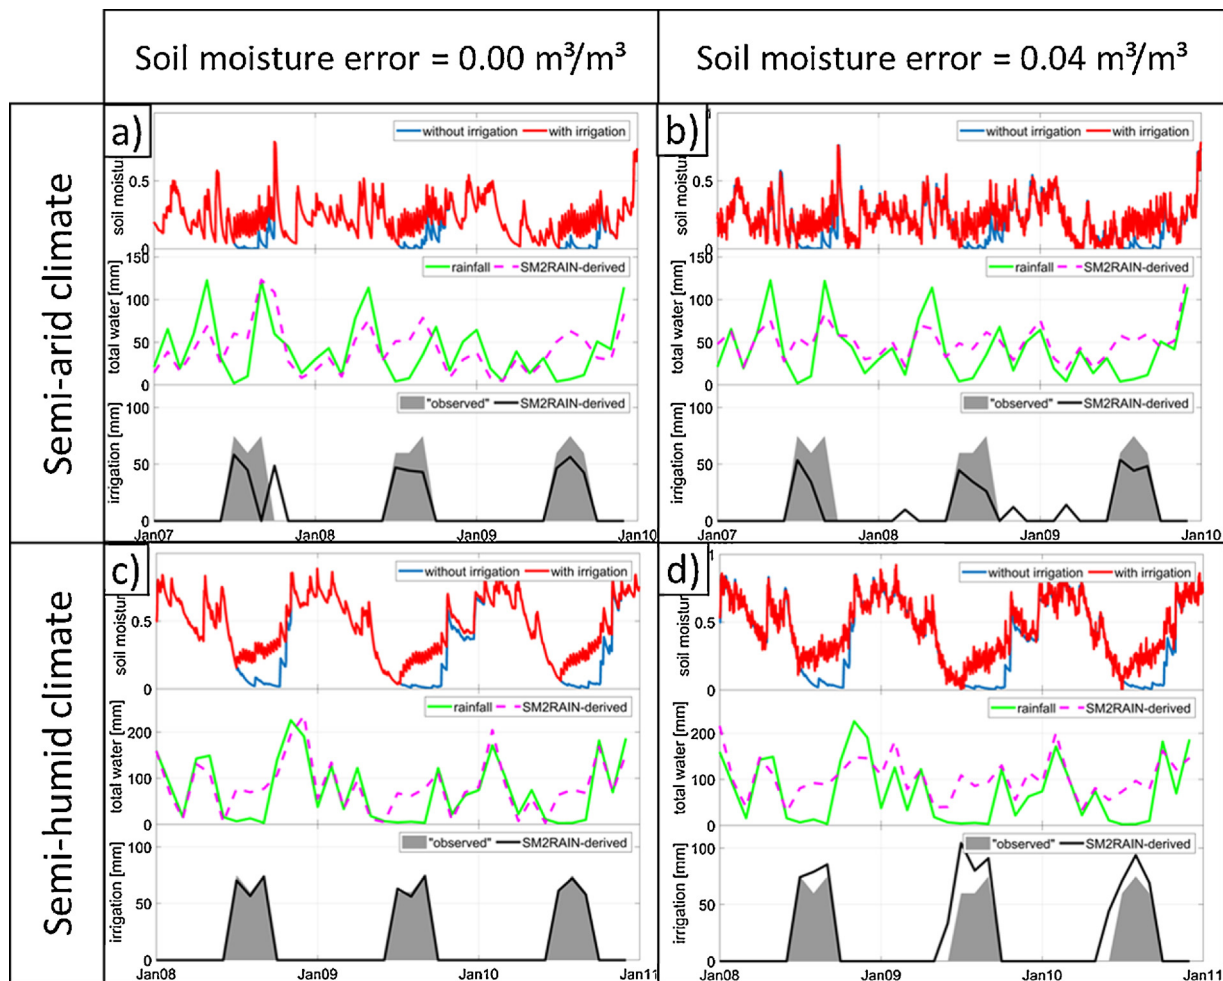 Soil moisture error = 0.00 m³/m³
Soil moisture error = 0.04 m³/m³
Semi-arid climate
a)
without irrigation with irrigation
soil moistur
0.5
0
150
rainfall SM2RAIN-derived
total water [mm]
100
50
0
"observed" SM2RAIN-derived
irrigation [mm]
100
50
0
Jan07 Jan08 Jan09 Jan10
b)
without irrigation with irrigation
soil moistur
0.5
0
150
rainfall SM2RAIN-derived
total water [mm]
100
50
0
"observed" SM2RAIN-derived
irrigation [mm]
100
50
0
Jan07 Jan08 Jan09 Jan10
Semi-humid climate
c)
without irrigation with irrigation
soil moistur
0.5
0
rainfall SM2RAIN-derived
total water [mm]
200
100
0
"observed" SM2RAIN-derived
irrigation [mm]
100
50
0
Jan08 Jan09 Jan10 Jan11
d)
1
without irrigation with irrigation
soil moistur
0.5
0
rainfall SM2RAIN-derived
total water [mm]
200
100
0
"observed" SM2RAIN-derived
irrigation [mm]
100
50
0
Jan08 Jan09 Jan10 Jan11